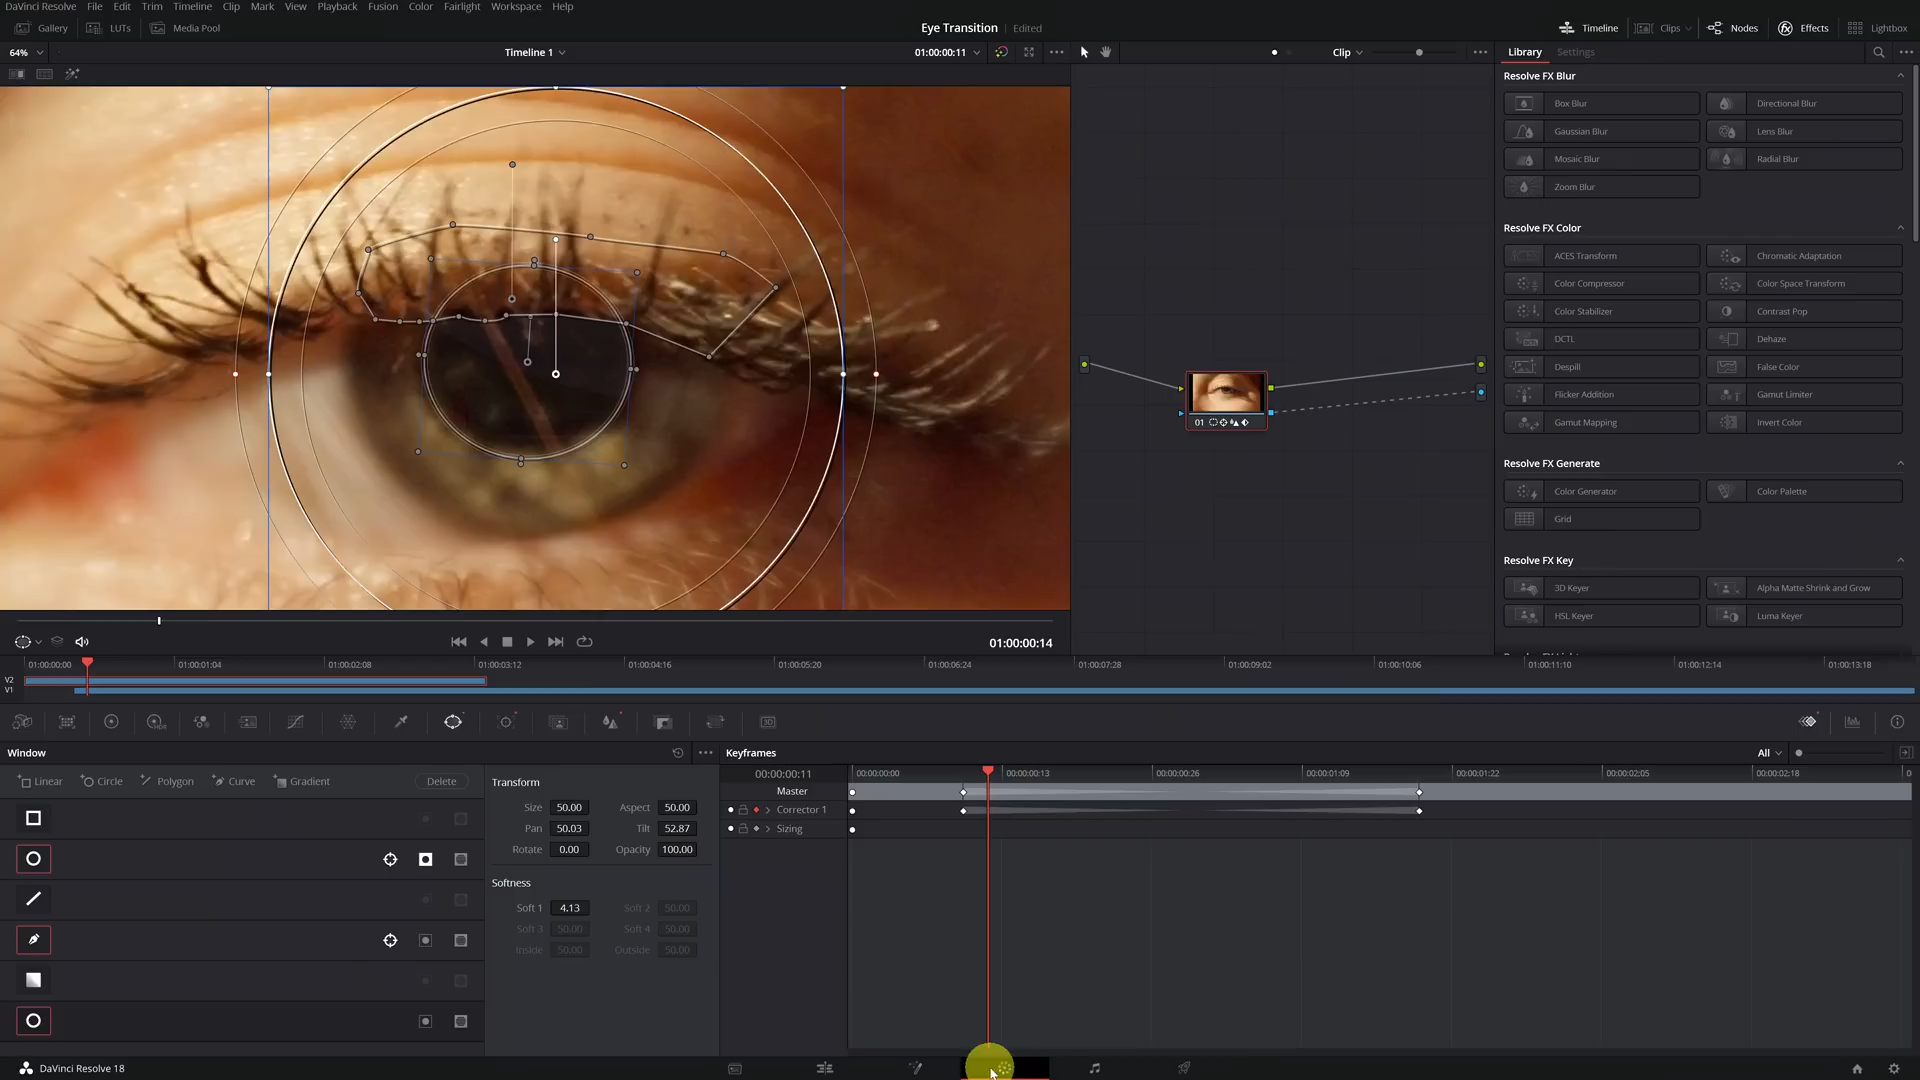 DaVinci Resolve File Edit Trim Timeline Clip Mark View Playback Fusion Color Fairlight Workspace Help
Gallery LUTs Media Pool Eye Transition Edited Timeline Clips Nodes Effects Lightbox
64% Timeline 1 01:00:00:11 Clip Library Settings
Resolve FX Blur
Box Blur Directional Blur
Gaussian Blur Lens Blur
Mosaic Blur Radial Blur
Zoom Blur
Resolve FX Color
ACES Transform Chromatic Adaptation
Color Compressor Color Space Transform
Color Stabilizer Contrast Pop
DCTL Dehaze
Despill False Color
Flicker Addition Gamut Limiter
Gamut Mapping Invert Color
01
Resolve FX Generate
Color Generator Color Palette
Grid
Resolve FX Key
3D Keyer Alpha Matte Shrink and Grow
HSL Keyer Luma Keyer
01:00:00:14
01:00:00:00 01:00:01:04 01:00:02:08 01:00:03:12 01:00:04:16 01:00:05:20 01:00:06:24 01:00:07:28 01:00:09:02 01:00:10:06 01:00:11:10 01:00:12:14 01:00:13:18
V2
V1
Window Keyframes All
Linear Circle Polygon Curve Gradient Delete
Transform
Size 50.00 Aspect 50.00
Pan 50.03 Tilt 52.87
Rotate 0.00 Opacity 100.00
Softness
Soft 1 4.13 Soft 2 50.00
Soft 3 50.00 Soft 4 50.00
Inside 50.00 Outside 50.00
00:00:00:11 00:00:00:00 00:00:00:13 00:00:00:26 00:00:01:09 00:00:01:22 00:00:02:05 00:00:02:18
Master
Corrector 1
Sizing
DaVinci Resolve 18